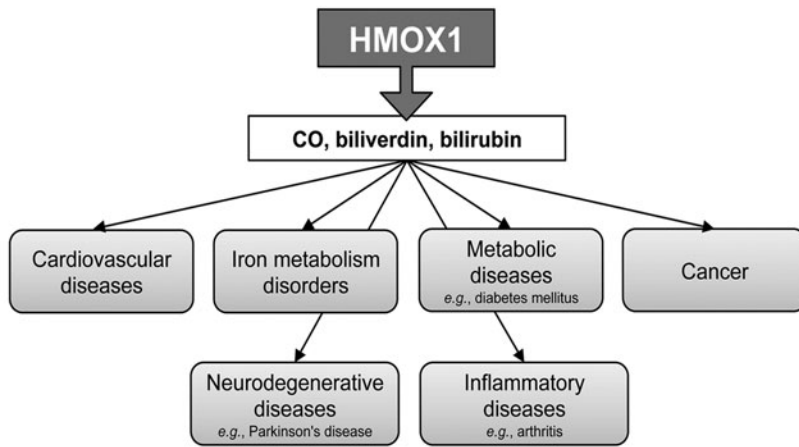 HMOX1
CO, biliverdin, bilirubin
Cardiovascular
diseases
Iron metabolism
disorders
Metabolic
diseases
e.g., diabetes mellitus
Cancer
Neurodegenerative
diseases
e.g., Parkinson's disease
Inflammatory
diseases
e.g., arthritis